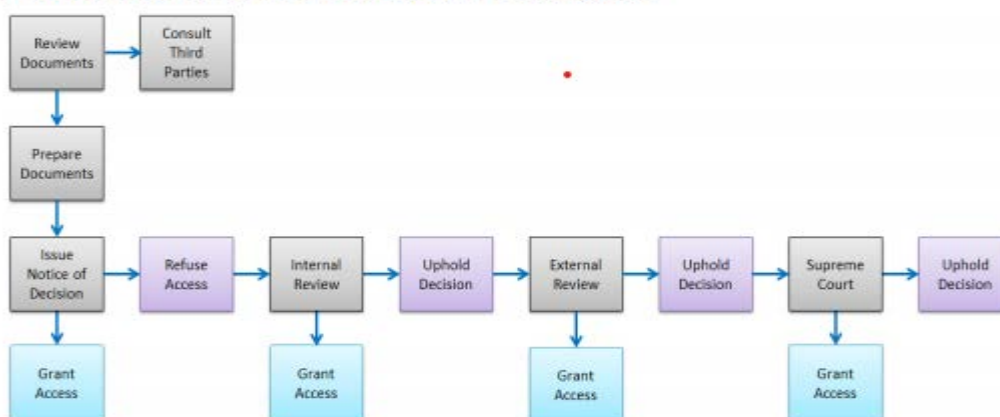 Review
Documents
Consult
Third
Parties
Prepare
Documents
Issue
Notice of
Decision
Refuse
Access
Internal
Review
Uphold
Decision
External
Review
Uphold
Decision
Supreme
Court
Uphold
Decision
Grant
Access
Grant
Access
Grant
Access
Grant
Access